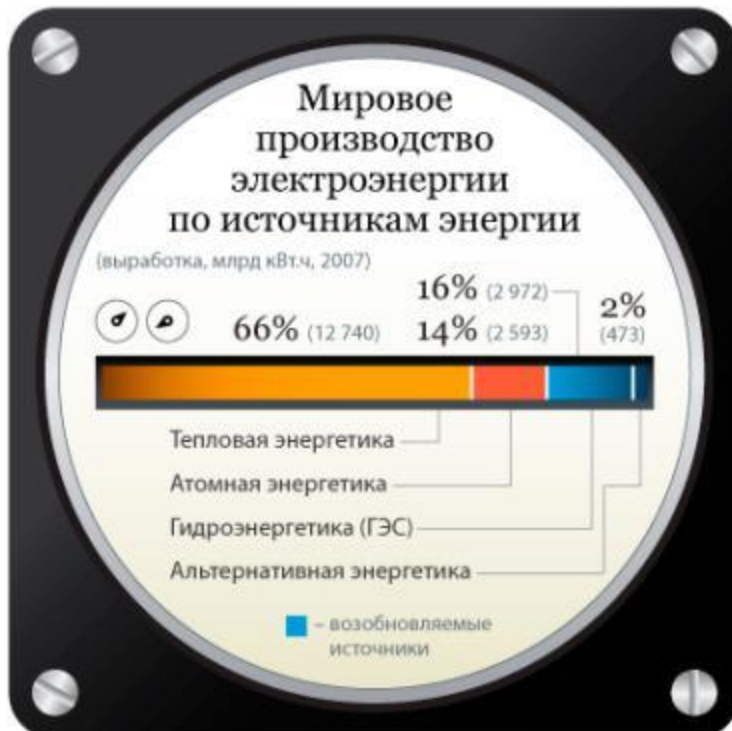 Мировое
производство
электроэнергии
по источникам энергии
(выработка, млрд кВт.ч, 2007)
16% (2 972)
2%
66% (12 740) 14% (2 593) (473)
Тепловая энергетика
Атомная энергетика
Гидроэнергетика (ГЭС)
Альтернативная энергетика
– возобновляемые
источники